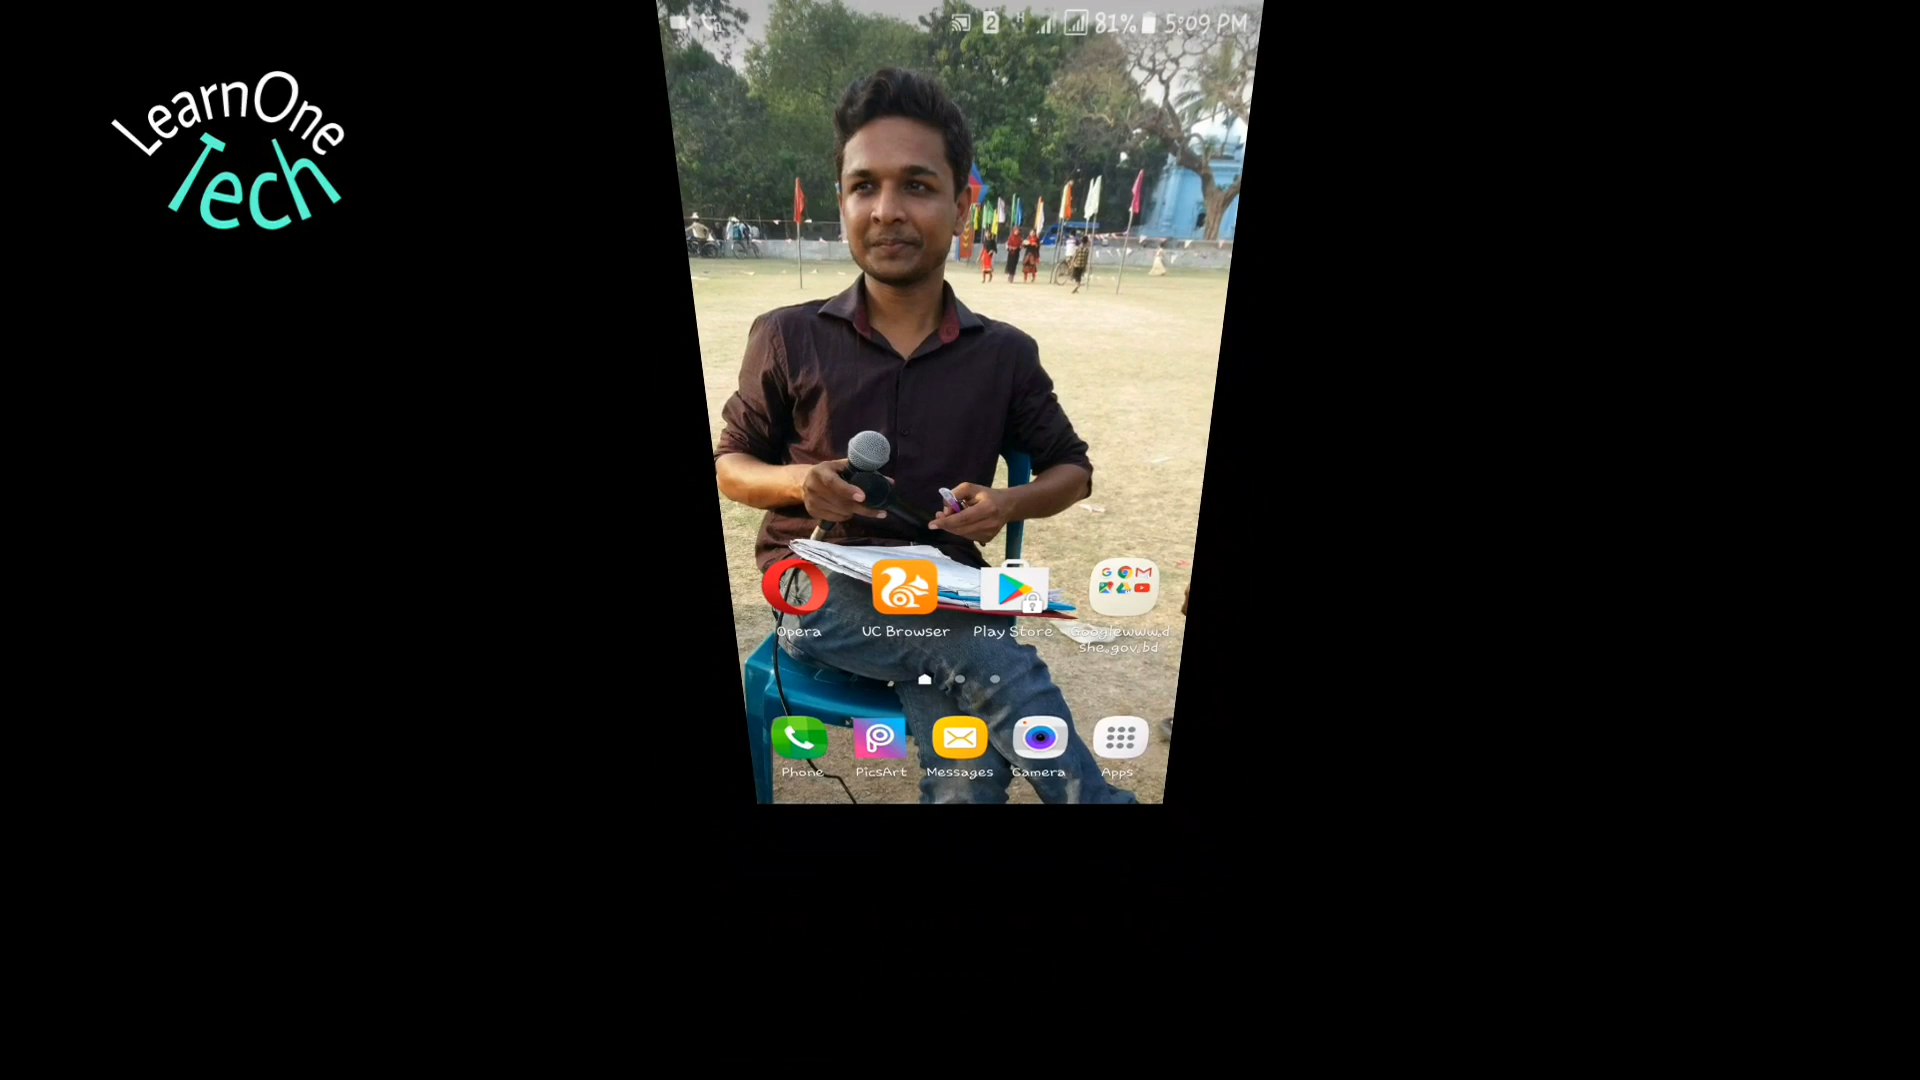 LearnOne
Tech
2 H 81% 5:09 PM
Opera
UC Browser
Play Store
Googlewww.d
she.gov.bd
Phone
PicsArt
Messages
Camera
Apps